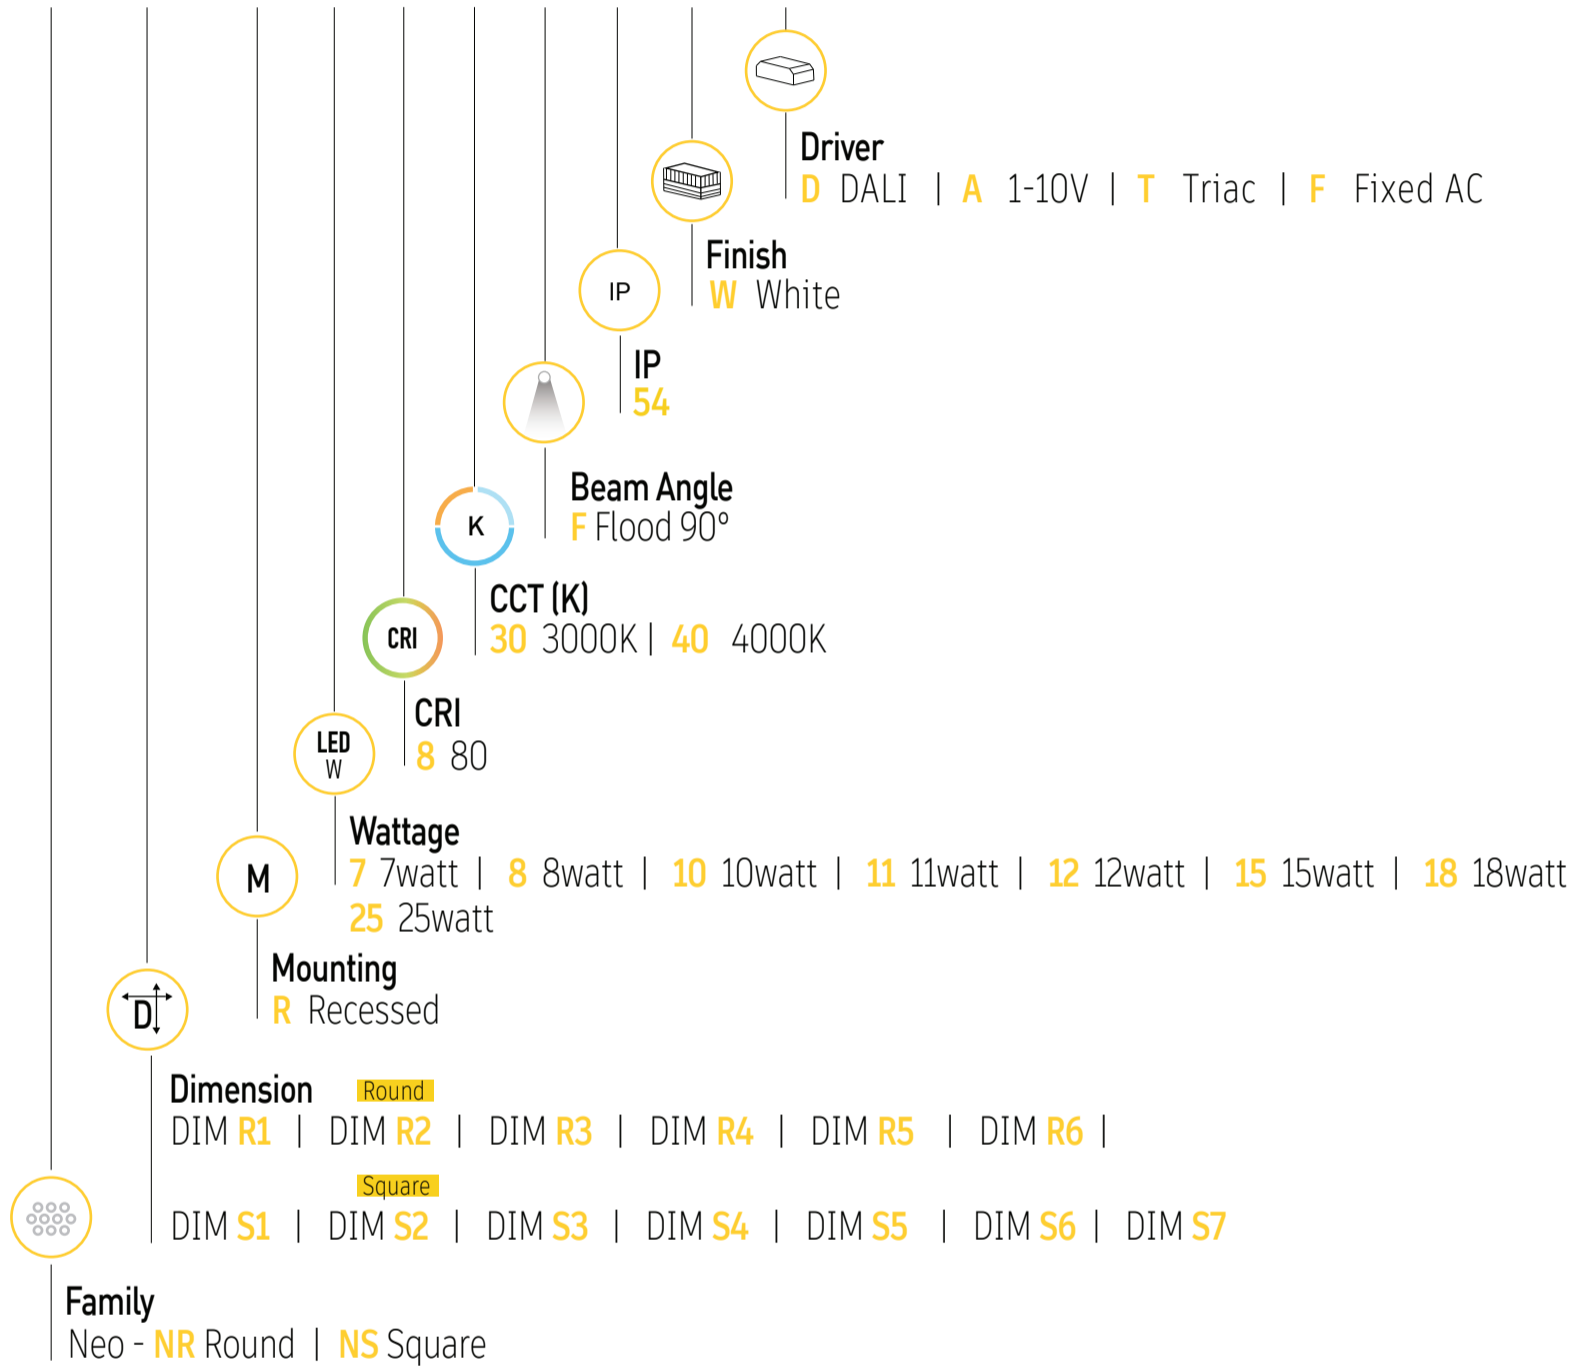 Driver
D DALI | A 1-10V | T Triac | F Fixed AC
Finish
W White
IP
IP
54
Beam Angle
F Flood 90°
K
CCT (K)
30 3000K | 40 4000K
CRI
CRI
8 80
LED
W
Wattage
7 7watt | 8 8watt | 10 10watt | 11 11watt | 12 12watt | 15 15watt | 18 18watt
25 25watt
M
Mounting
R Recessed
D
Dimension Round
DIM R1 | DIM R2 | DIM R3 | DIM R4 | DIM R5 | DIM R6 |
Square
DIM S1 | DIM S2 | DIM S3 | DIM S4 | DIM S5 | DIM S6 | DIM S7
Family
Neo - NR Round | NS Square